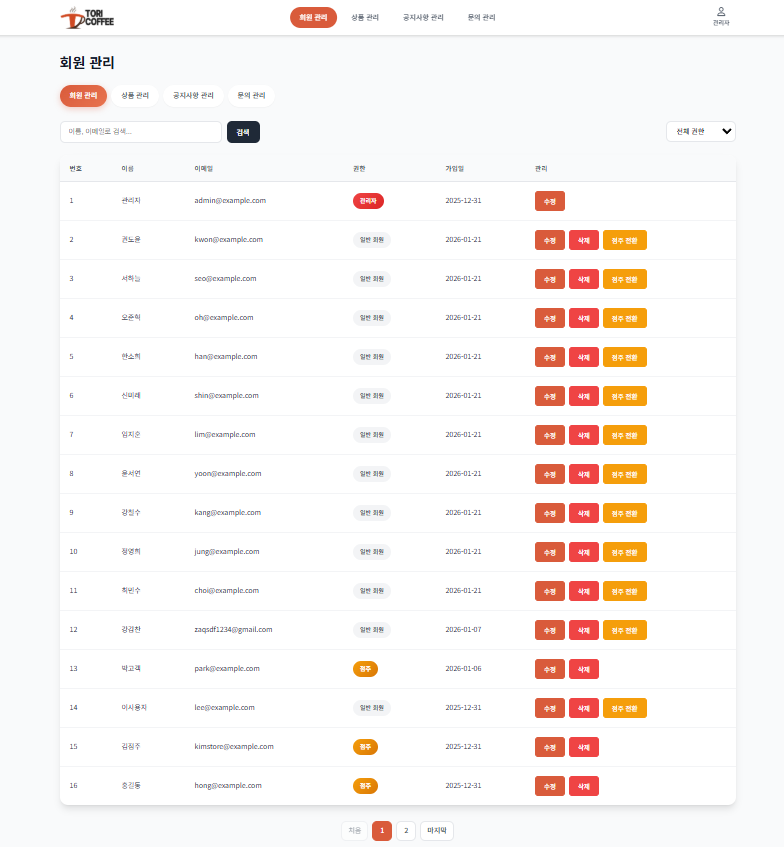 TORI
COFFEE
회원 관리 상품 관리 공지사항 관리 문의 관리
관리자
회원 관리
회원 관리 상품 관리 공지사항 관리 문의 관리
이름, 이메일로 검색... 검색 전체 권한
번호 이름 이메일 권한 가입일 관리
1 관리자 admin@example.com 관리자 2025-12-31 수정
2 권도윤 kwon@example.com 일반 회원 2026-01-21 수정 삭제 점주 전환
3 서하늘 seo@example.com 일반 회원 2026-01-21 수정 삭제 점주 전환
4 오준혁 oh@example.com 일반 회원 2026-01-21 수정 삭제 점주 전환
5 한소희 han@example.com 일반 회원 2026-01-21 수정 삭제 점주 전환
6 신미래 shin@example.com 일반 회원 2026-01-21 수정 삭제 점주 전환
7 임지훈 lim@example.com 일반 회원 2026-01-21 수정 삭제 점주 전환
8 윤서연 yoon@example.com 일반 회원 2026-01-21 수정 삭제 점주 전환
9 강철수 kang@example.com 일반 회원 2026-01-21 수정 삭제 점주 전환
10 정영희 jung@example.com 일반 회원 2026-01-21 수정 삭제 점주 전환
11 최민수 choi@example.com 일반 회원 2026-01-21 수정 삭제 점주 전환
12 강감찬 zaqsdf1234@gmail.com 일반 회원 2026-01-07 수정 삭제 점주 전환
13 박고객 park@example.com 점주 2026-01-06 수정 삭제
14 이사용자 lee@example.com 일반 회원 2025-12-31 수정 삭제 점주 전환
15 김점주 kimstore@example.com 점주 2025-12-31 수정 삭제
16 홍길동 hong@example.com 점주 2025-12-31 수정 삭제
처음 1 2 마지막